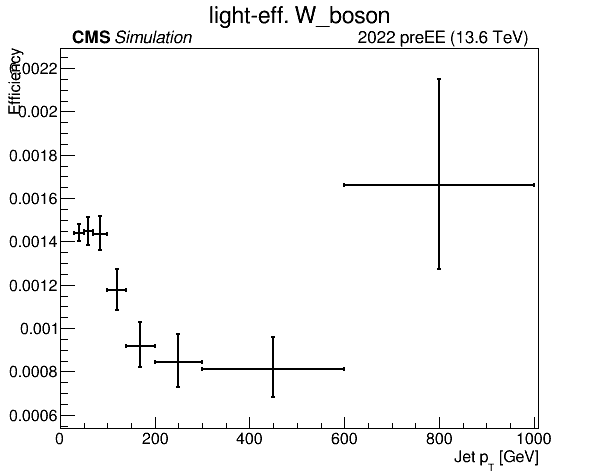 light-eff. W_boson
CMS Simulation 2022 preEE (13.6 TeV)
Efficiency
0.0022
0.002
0.0018
0.0016
0.0014
0.0012
0.001
0.0008
0.0006
0 200 400 600 800 1000
Jet p_T [GeV]